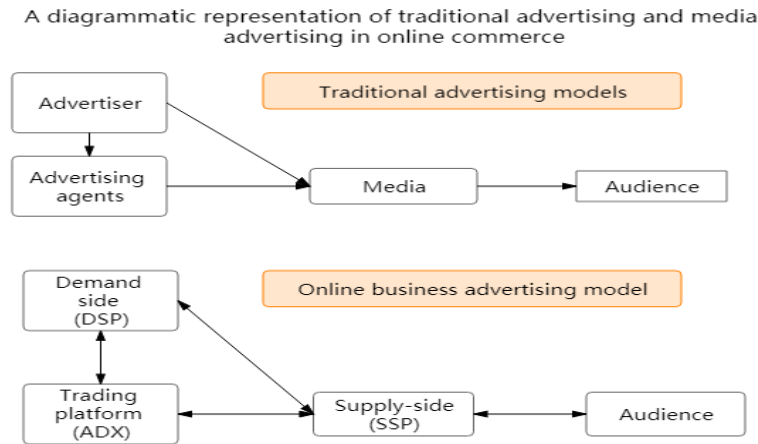 A diagrammatic representation of traditional advertising and media
advertising in online commerce
Advertiser
Traditional advertising models
Advertising
agents
Media
Audience
Demand
side
(DSP)
Online business advertising model
Trading
platform
(ADX)
Supply-side
(SSP)
Audience